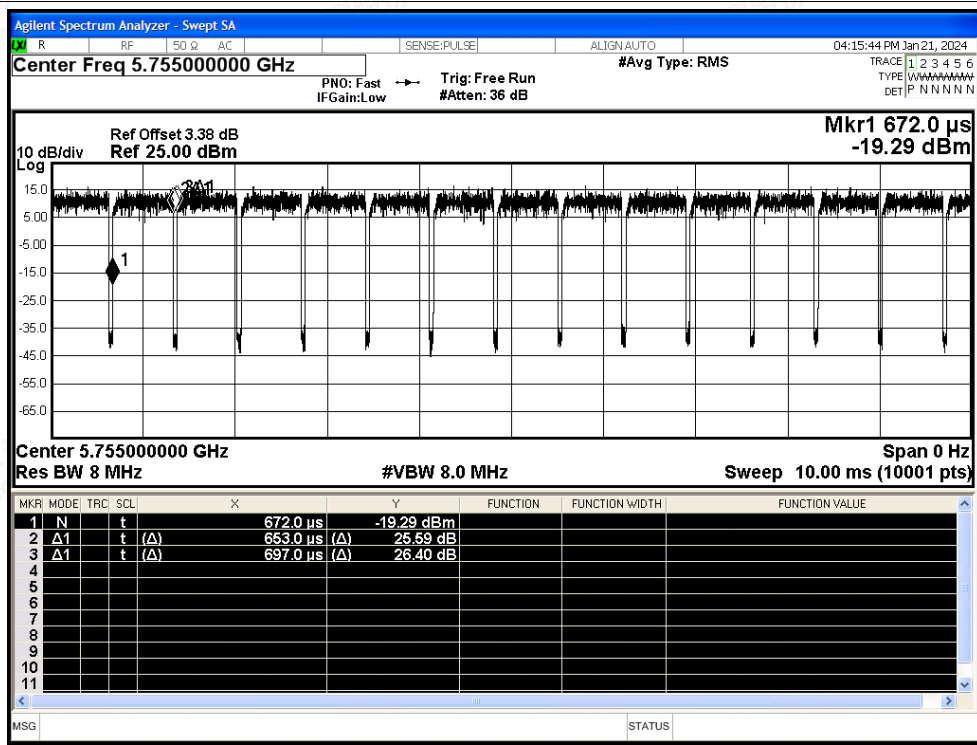 Agilent Spectrum Analyzer - Swept SA
LXI R RF 50 Ω AC SENSE:PULSE ALIGN AUTO 04:15:44 PM Jan 21, 2024
Center Freq 5.755000000 GHz #Avg Type: RMS TRACE 1 2 3 4 5 6
PNO: Fast Trig: Free Run TYPE
IFGain:Low #Atten: 36 dB DET P N N N N N
Mkr1 672.0 µs
Ref Offset 3.38 dB
10 dB/div Ref 25.00 dBm -19.29 dBm
Log
15.0
5.00
-5.00
1
-15.0
-25.0
-35.0
-45.0
-55.0
-65.0
Center 5.755000000 GHz Span 0 Hz
Res BW 8 MHz #VBW 8.0 MHz Sweep 10.00 ms (10001 pts)
MKR MODE TRC SCL X Y FUNCTION FUNCTION WIDTH FUNCTION VALUE
1 N t 672.0 µs -19.29 dBm
2 Δ1 t (Δ) 653.0 µs (Δ) 25.59 dB
3 Δ1 t (Δ) 697.0 µs (Δ) 26.40 dB
4
5
6
7
8
9
10
11
MSG STATUS